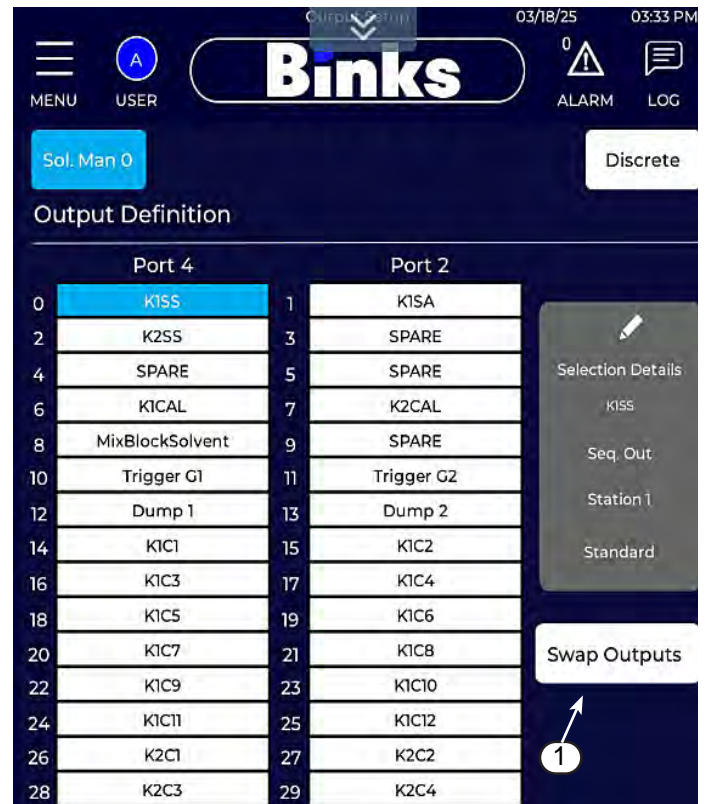 Output Setup 03/18/25 03:33 PM
MENU A USER Binks 0 ALARM LOG
Sol. Man 0 Discrete
Output Definition
Port 4 Port 2
0 K1SS 1 K1SA
2 K2SS 3 SPARE
4 SPARE 5 SPARE
6 K1CAL 7 K2CAL
8 MixBlockSolvent 9 SPARE
10 Trigger G1 11 Trigger G2
12 Dump 1 13 Dump 2
14 K1C1 15 K1C2
16 K1C3 17 K1C4
18 K1C5 19 K1C6
20 K1C7 21 K1C8
22 K1C9 23 K1C10
24 K1C11 25 K1C12
26 K2C1 27 K2C2
28 K2C3 29 K2C4
Selection Details
K1SS
Seq. Out
Station 1
Standard
Swap Outputs
1